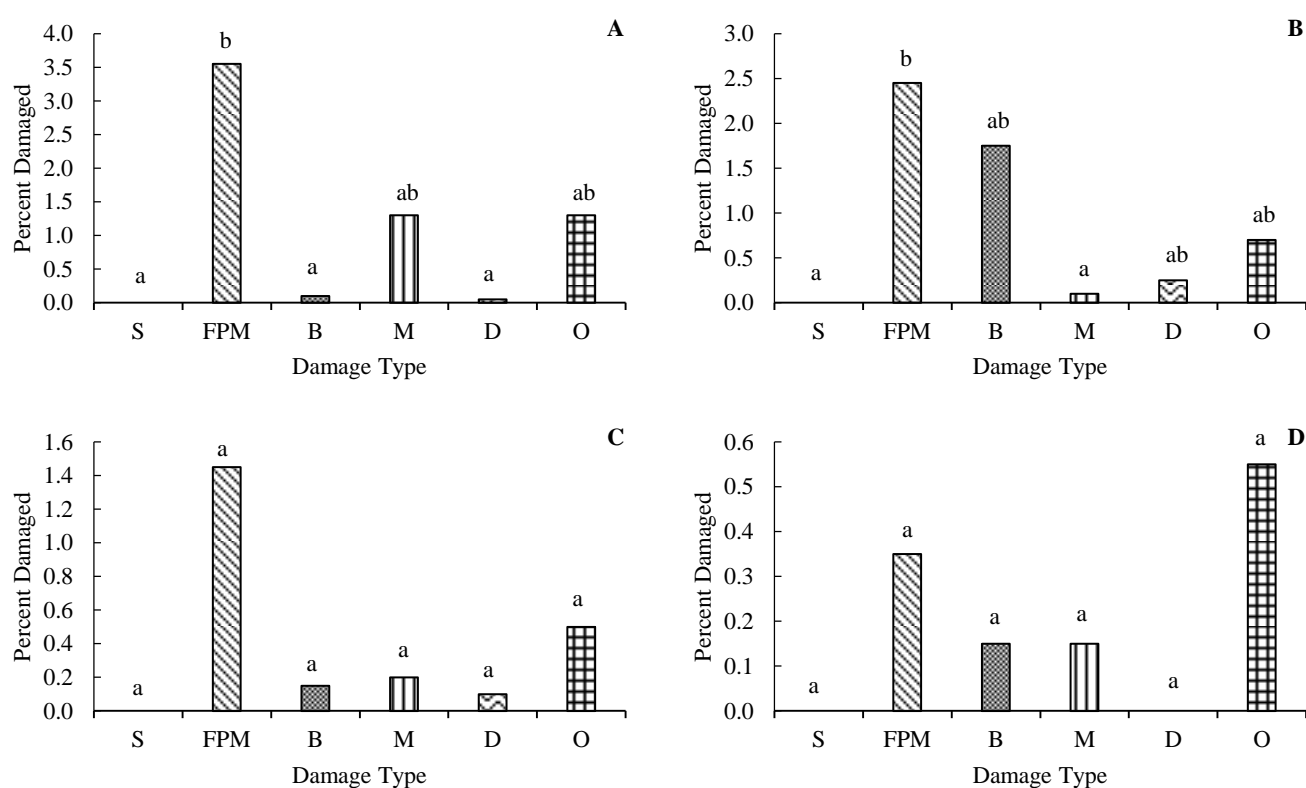 A
Percent Damaged
4.0
3.5
3.0
2.5
2.0
1.5
1.0
0.5
0.0
a
b
a
ab
a
ab
S FPM B M D O
Damage Type
B
Percent Damaged
3.0
2.5
2.0
1.5
1.0
0.5
0.0
a
b
ab
a
ab
ab
S FPM B M D O
Damage Type
C
Percent Damaged
1.6
1.4
1.2
1.0
0.8
0.6
0.4
0.2
0.0
a
a
a
a
a
a
S FPM B M D O
Damage Type
D
Percent Damaged
0.6
0.5
0.4
0.3
0.2
0.1
0.0
a
a
a
a
a
a
S FPM B M D O
Damage Type